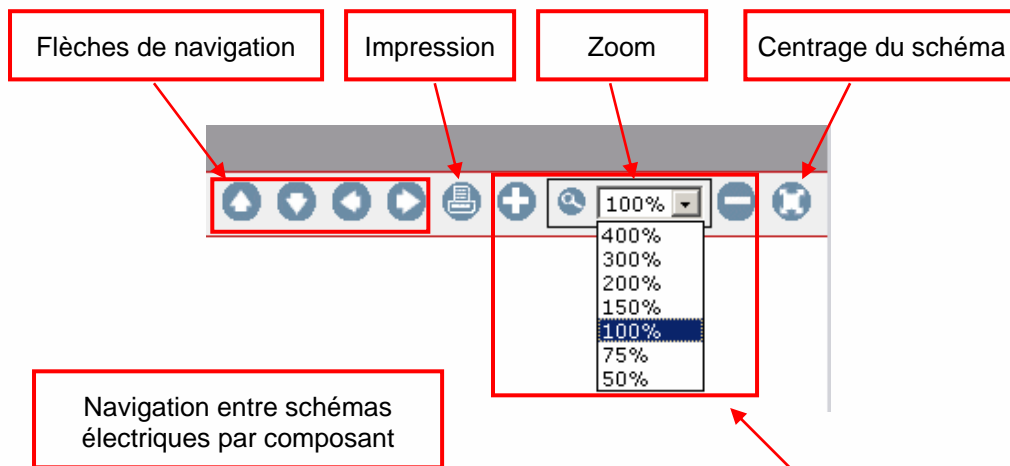 Flèches de navigation
Impression
Zoom
Centrage du schéma
100%
400%
300%
200%
150%
100%
75%
50%
Navigation entre schémas
électriques par composant